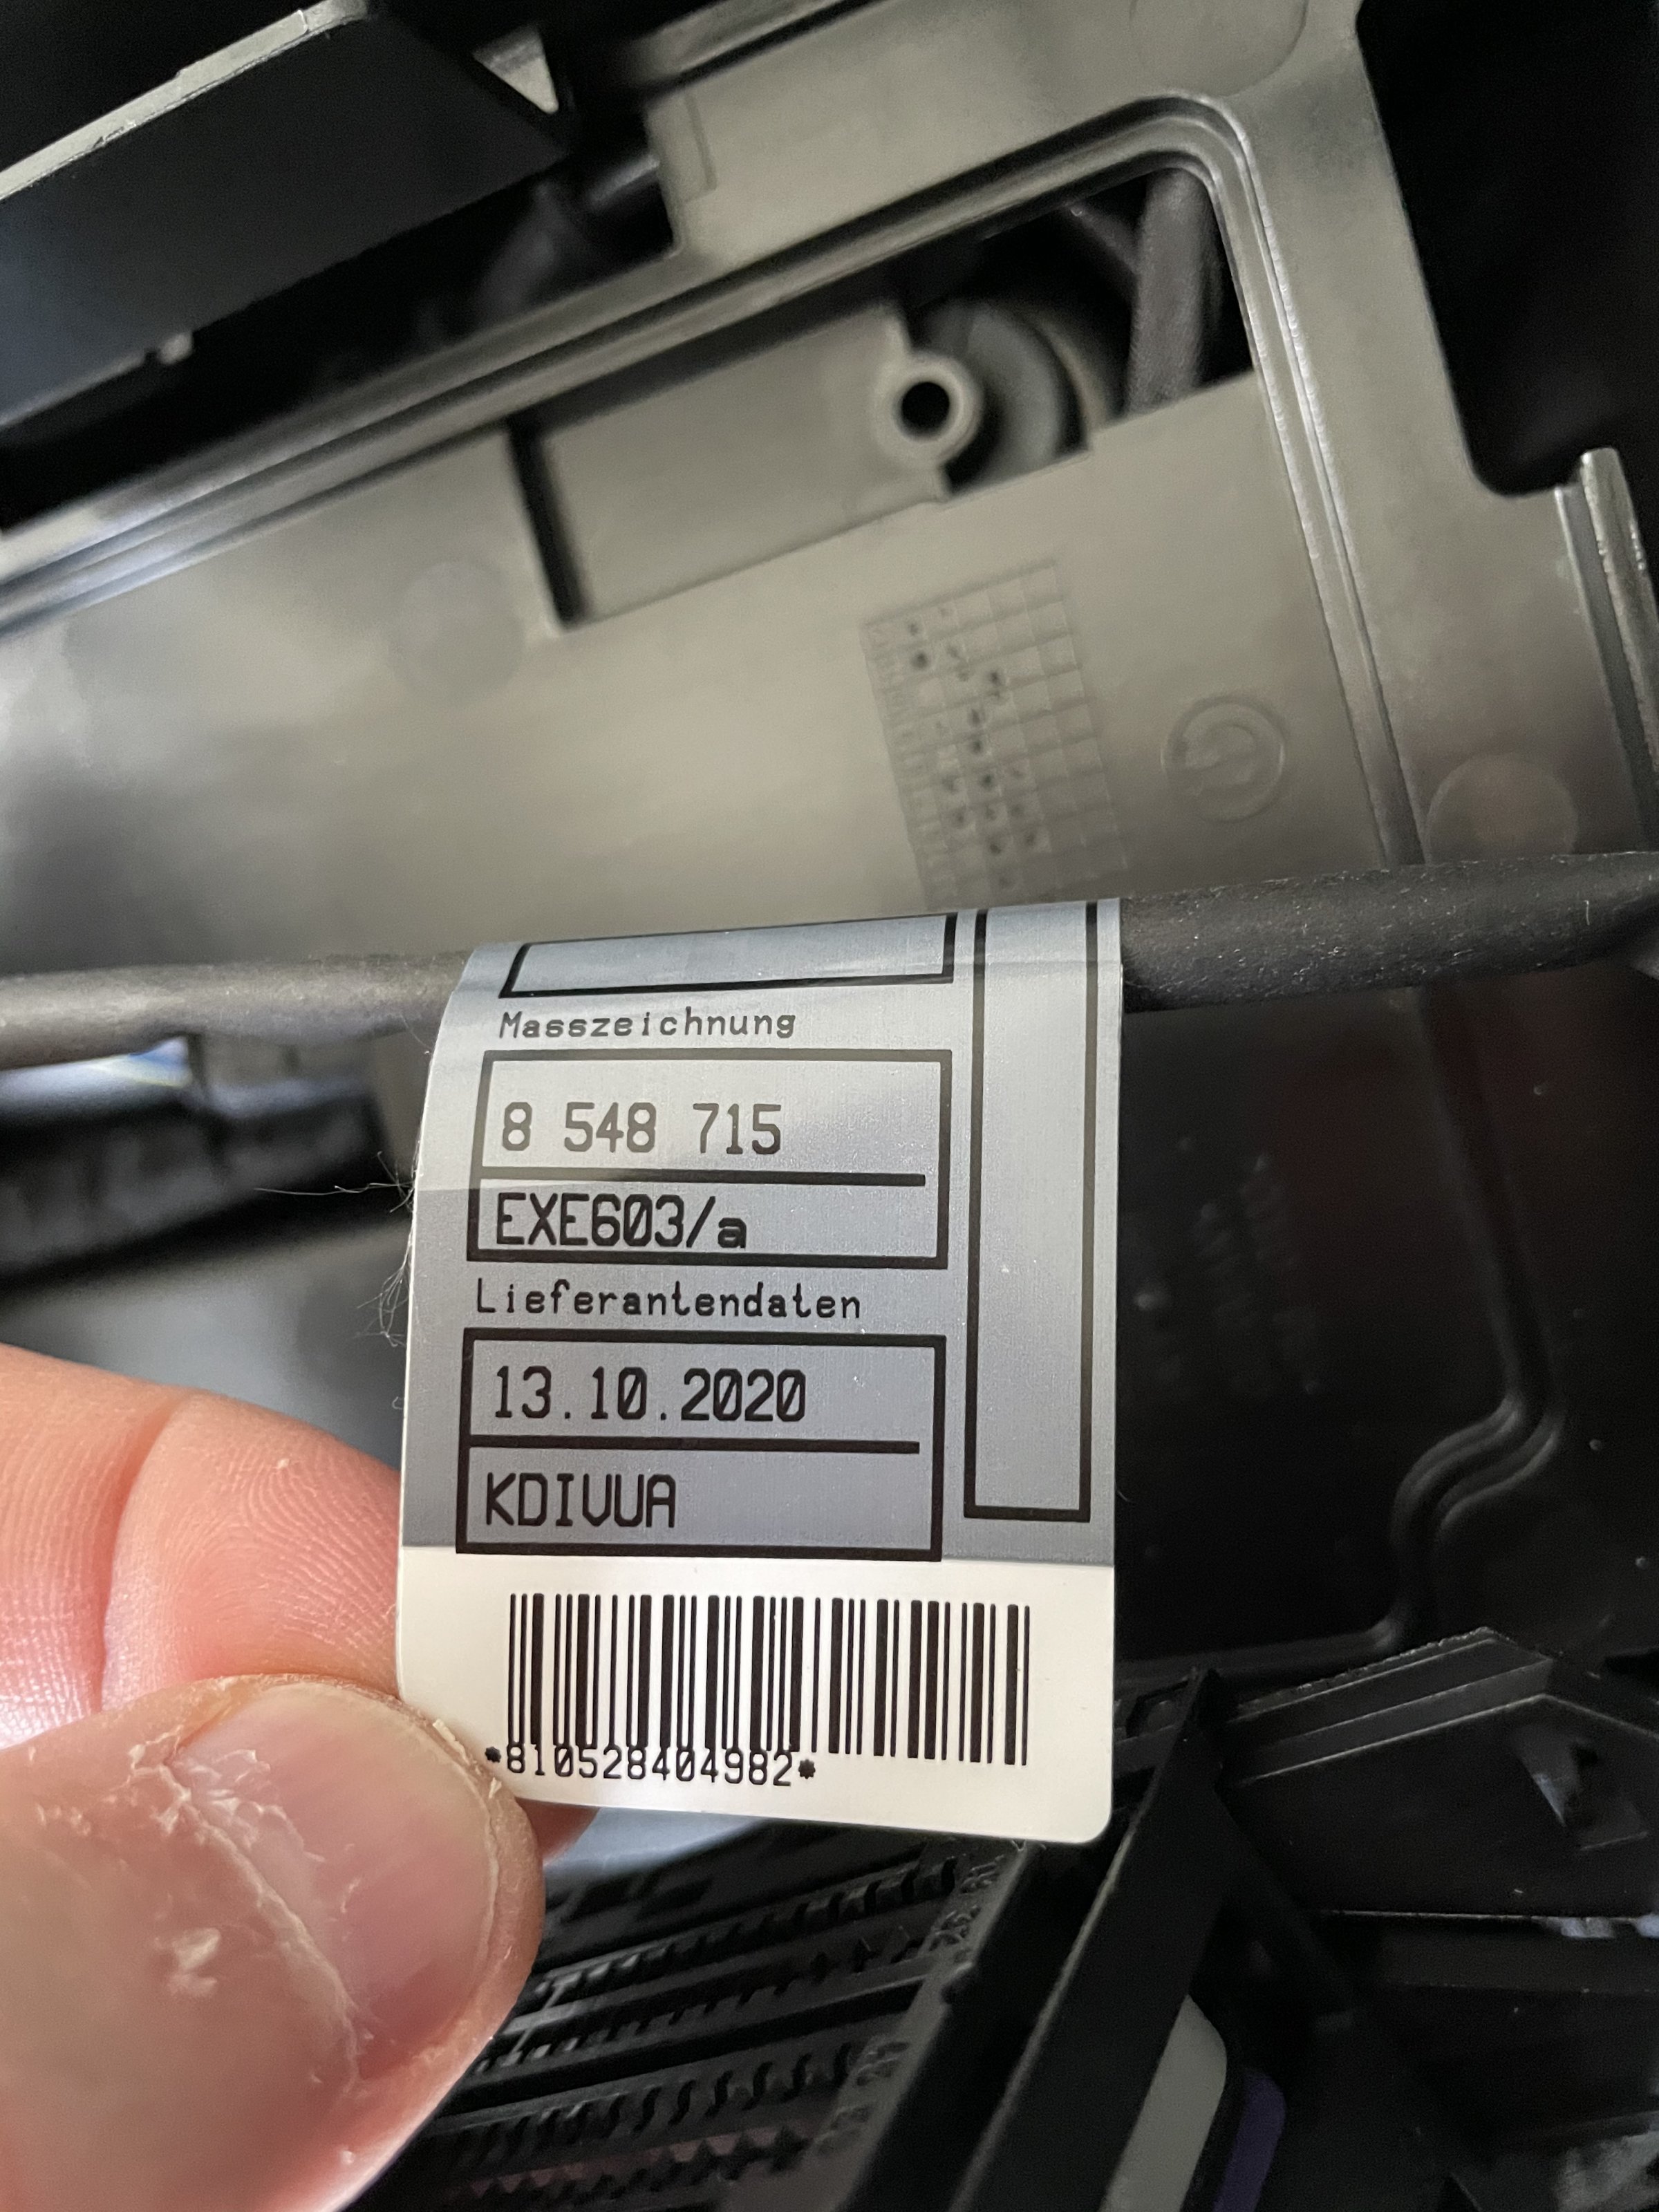 Masszeichnung
8 548 715
EXE603/a
Lieferantendaten
13.10.2020
KDIVUA
*810528404982*